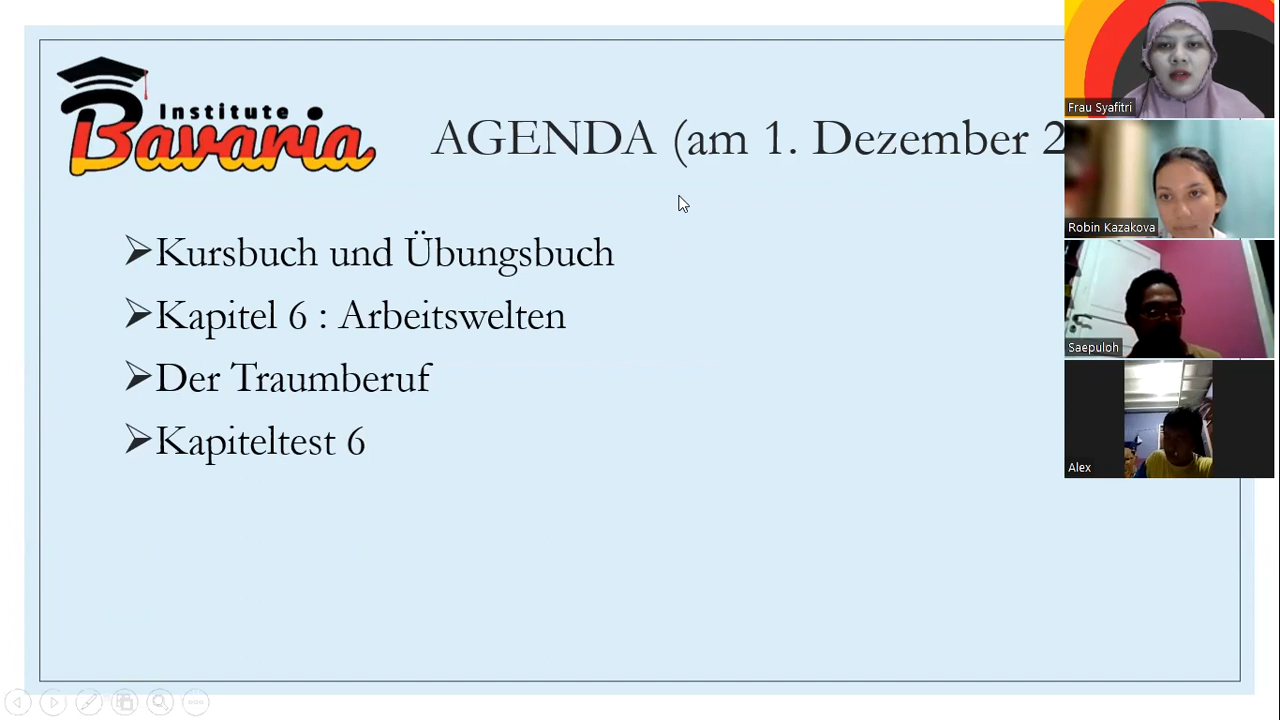 Institute
Bavaria
AGENDA (am 1. Dezember 2
Kursbuch und Übungsbuch
Kapitel 6 : Arbeitswelten
Der Traumberuf
Kapiteltest 6
Frau Syafitri
Robin Kazakova
Saepuloh
Alex